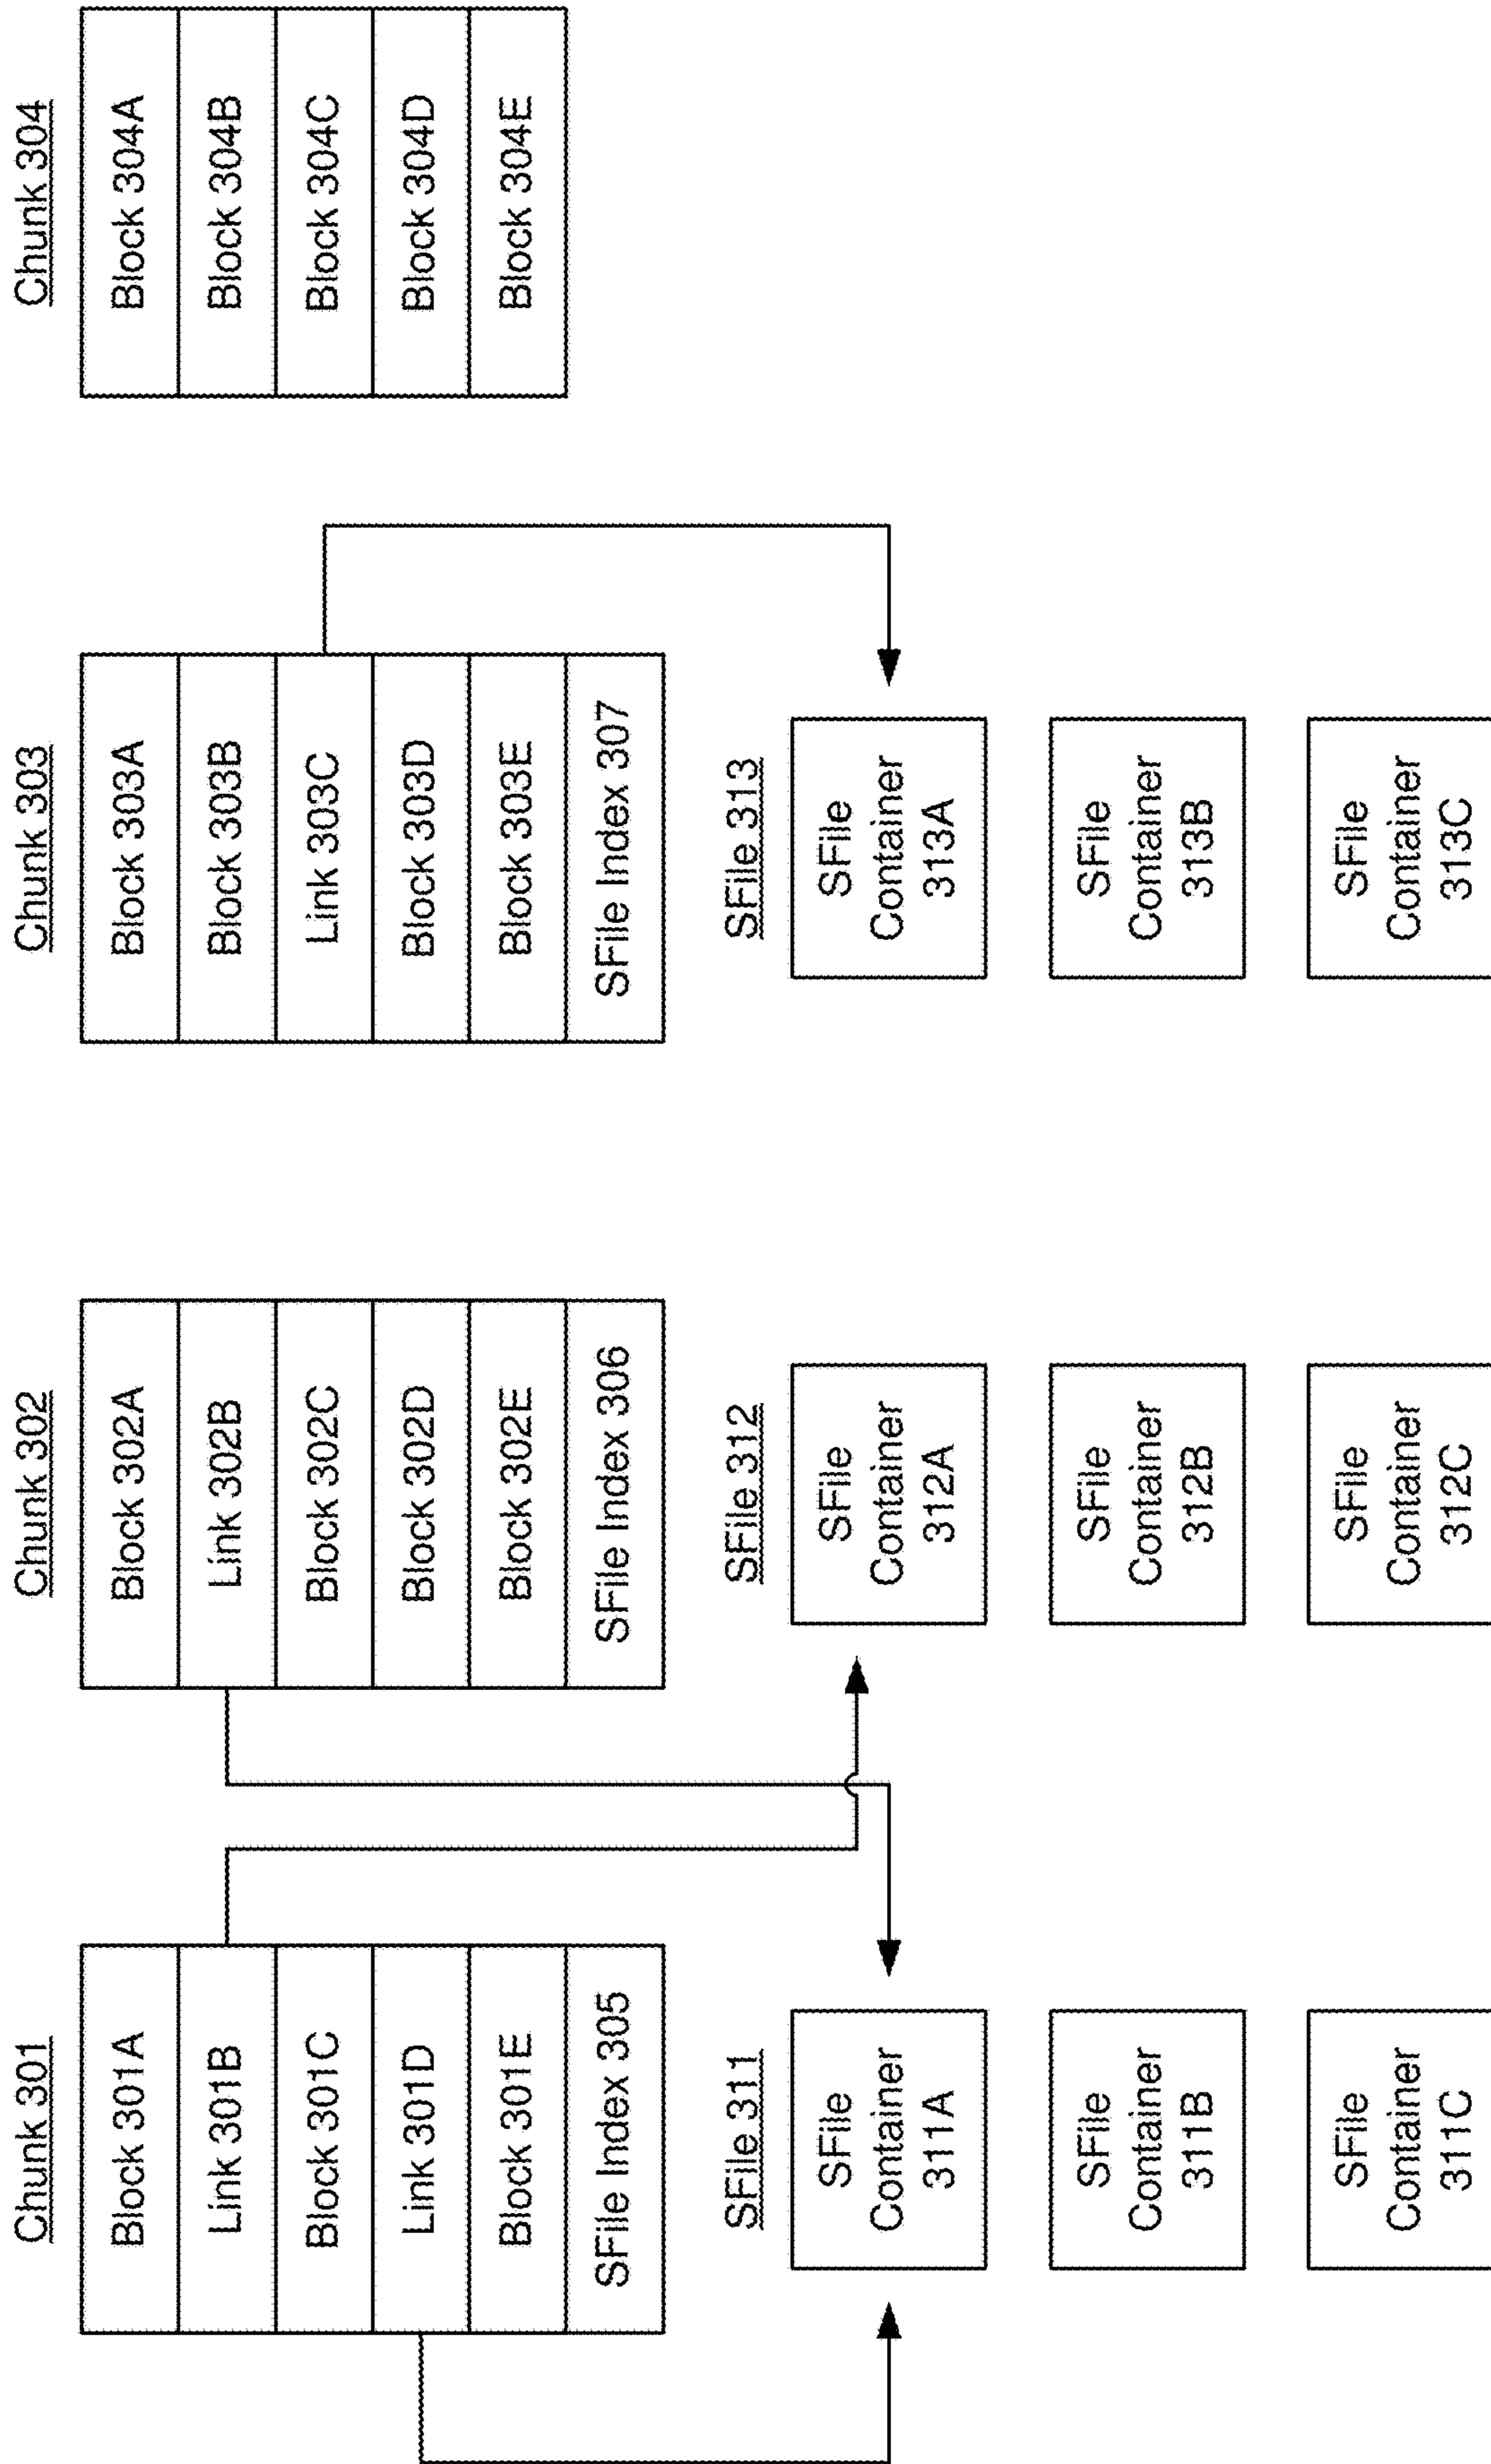 Chunk 301
Block 301A
Link 301B
Block 301C
Link 301D
Block 301E
SFile Index 305
SFile 311
SFile
Container
311A
SFile
Container
311B
SFile
Container
311C
Chunk 302
Block 302A
Link 302B
Block 302C
Block 302D
Block 302E
SFile Index 306
SFile 312
SFile
Container
312A
SFile
Container
312B
SFile
Container
312C
Chunk 303
Block 303A
Block 303B
Link 303C
Block 303D
Block 303E
SFile Index 307
SFile 313
SFile
Container
313A
SFile
Container
313B
SFile
Container
313C
Chunk 304
Block 304A
Block 304B
Block 304C
Block 304D
Block 304E